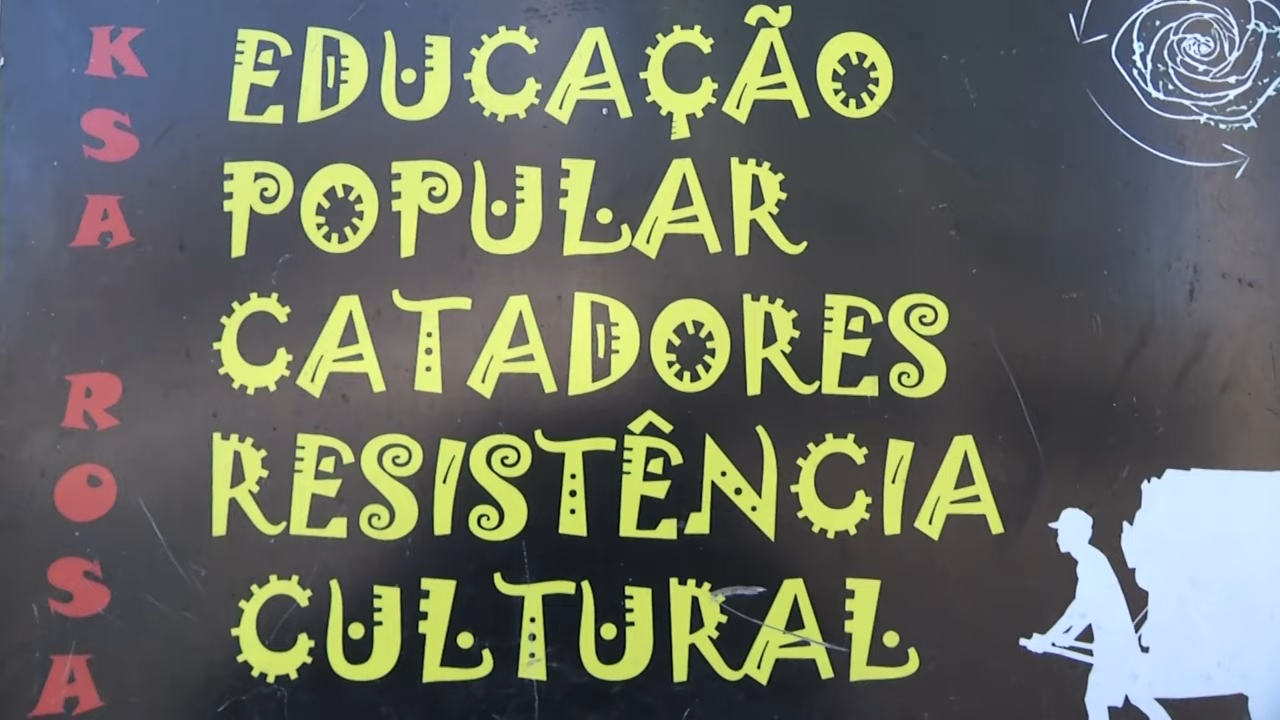 KSA ROSA
EDUCAÇÃO
POPULAR
CATADORES
RESISTÊNCIA
CULTURAL